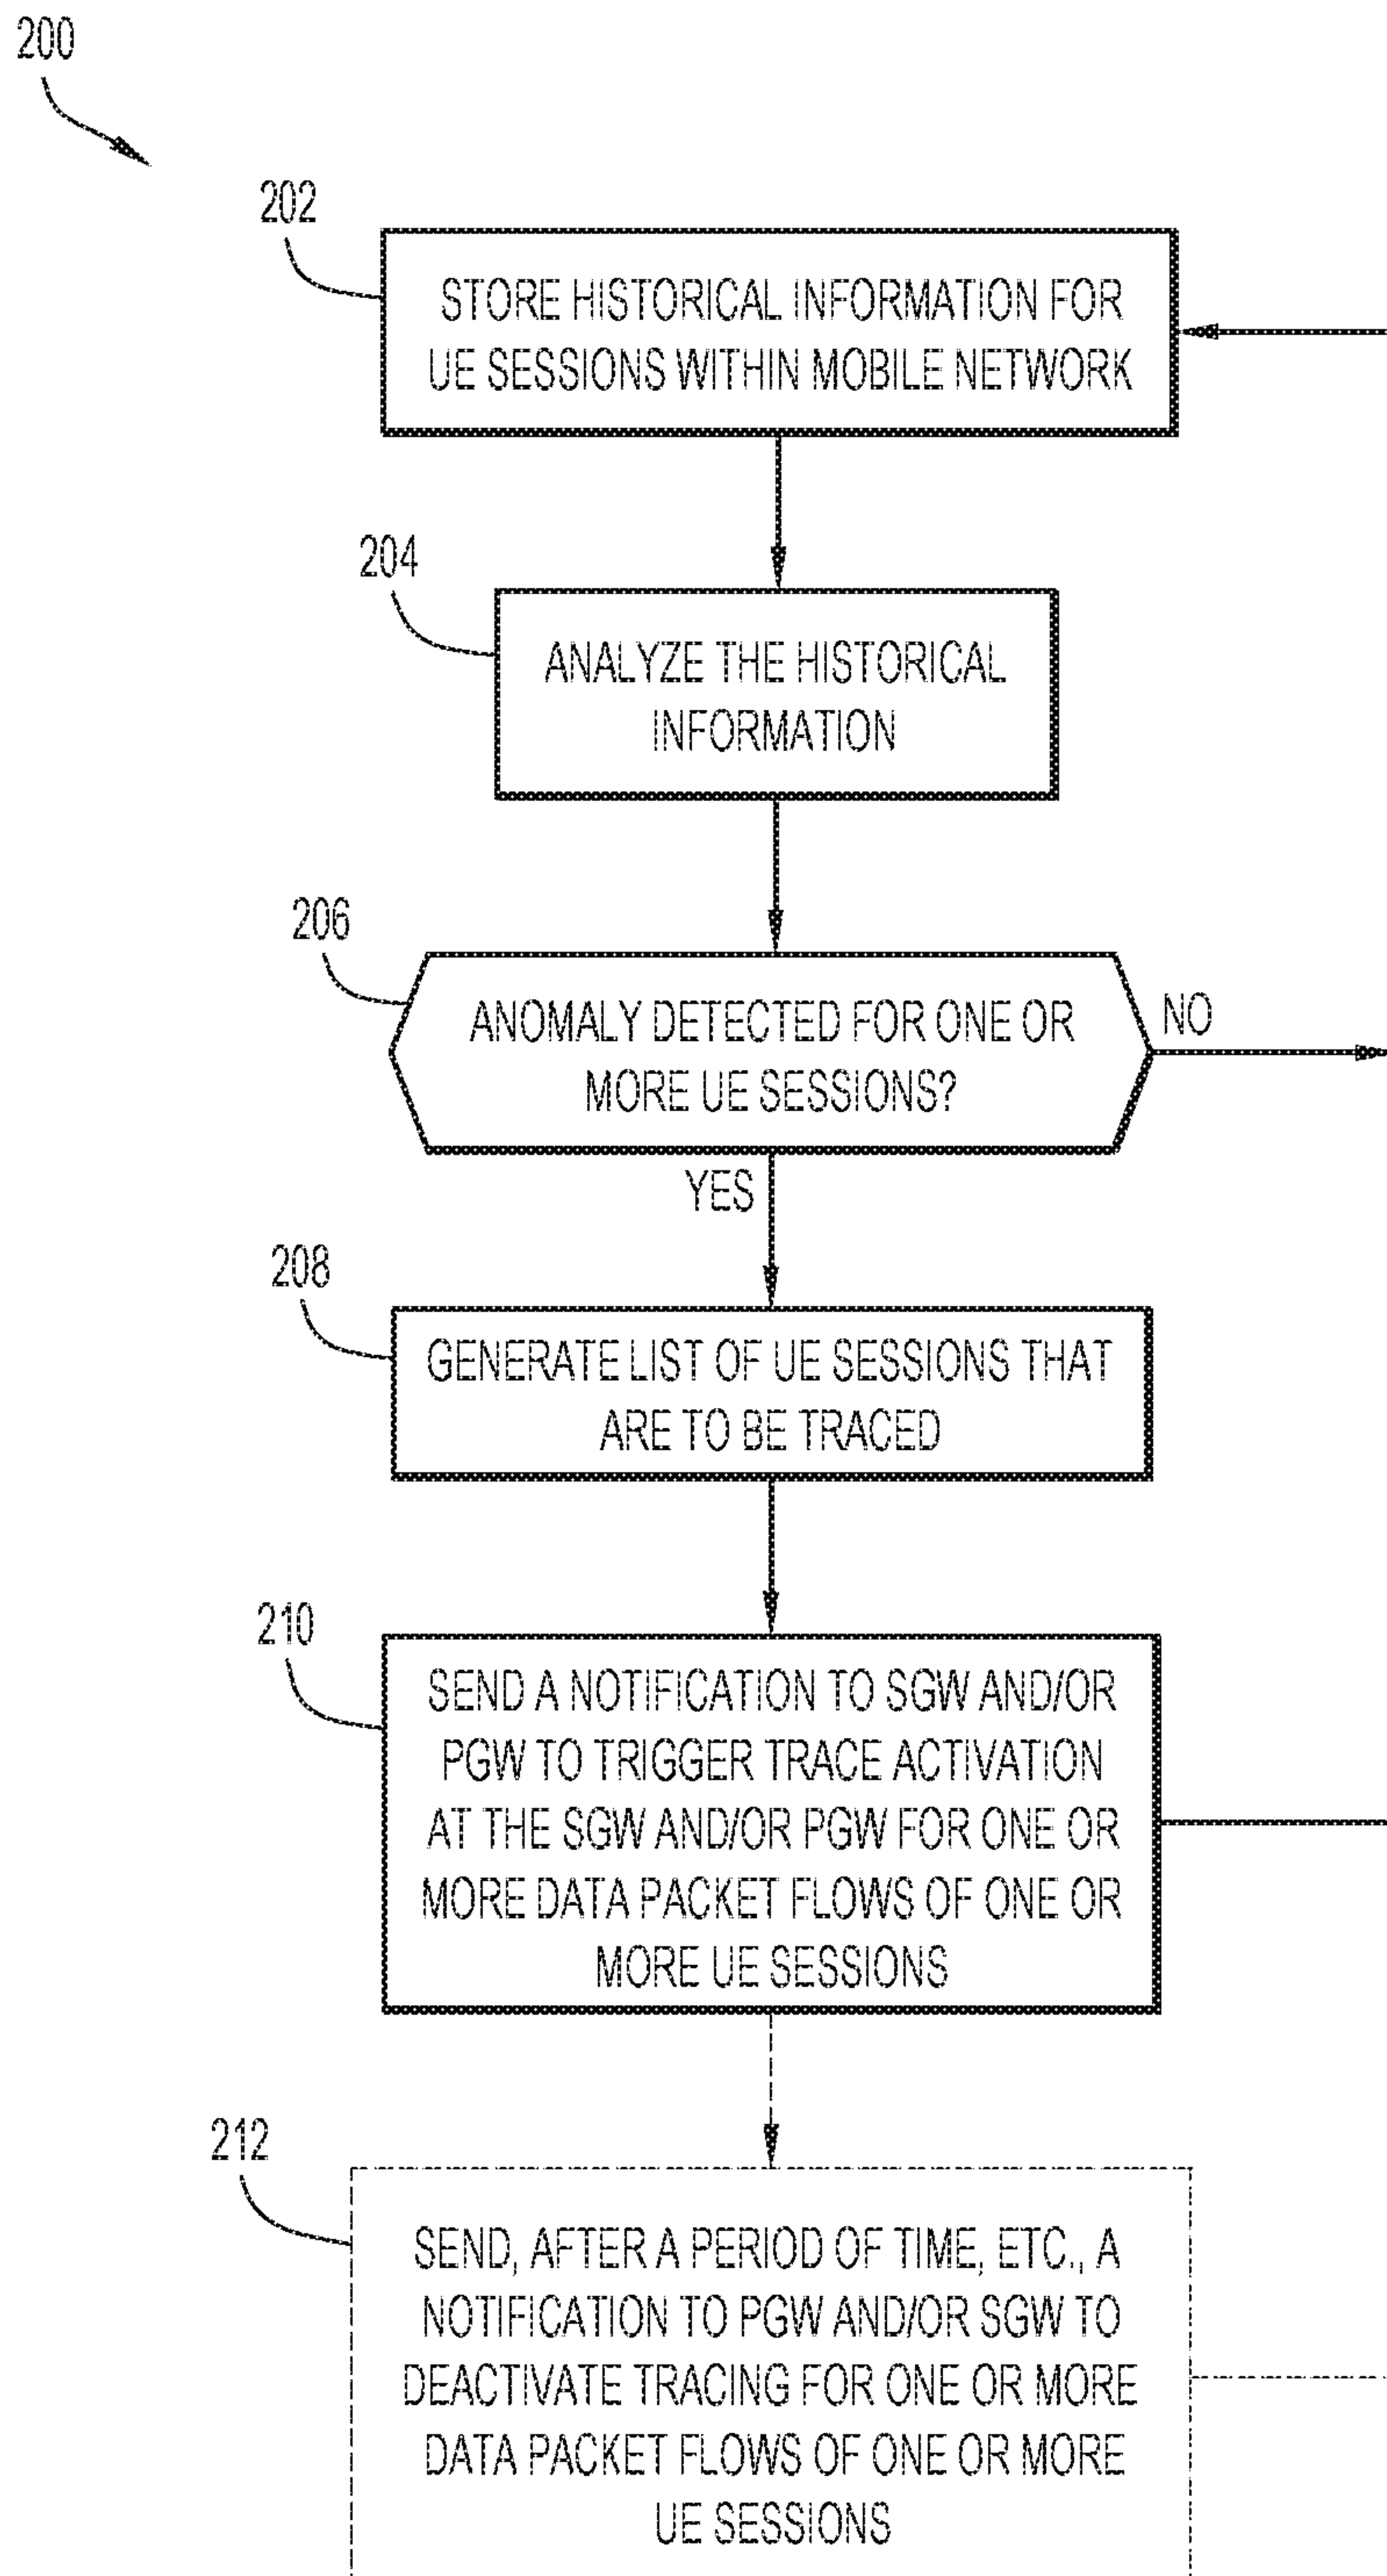 200
202
STORE HISTORICAL INFORMATION FOR
UE SESSIONS WITHIN MOBILE NETWORK
204
ANALYZE THE HISTORICAL
INFORMATION
206
ANOMALY DETECTED FOR ONE OR
MORE UE SESSIONS?
NO
YES
208
GENERATE LIST OF UE SESSIONS THAT
ARE TO BE TRACED
210
SEND A NOTIFICATION TO SGW AND/OR
PGW TO TRIGGER TRACE ACTIVATION
AT THE SGW AND/OR PGW FOR ONE OR
MORE DATA PACKET FLOWS OF ONE OR
MORE UE SESSIONS
212
SEND, AFTER A PERIOD OF TIME, ETC., A
NOTIFICATION TO PGW AND/OR SGW TO
DEACTIVATE TRACING FOR ONE OR MORE
DATA PACKET FLOWS OF ONE OR MORE
UE SESSIONS